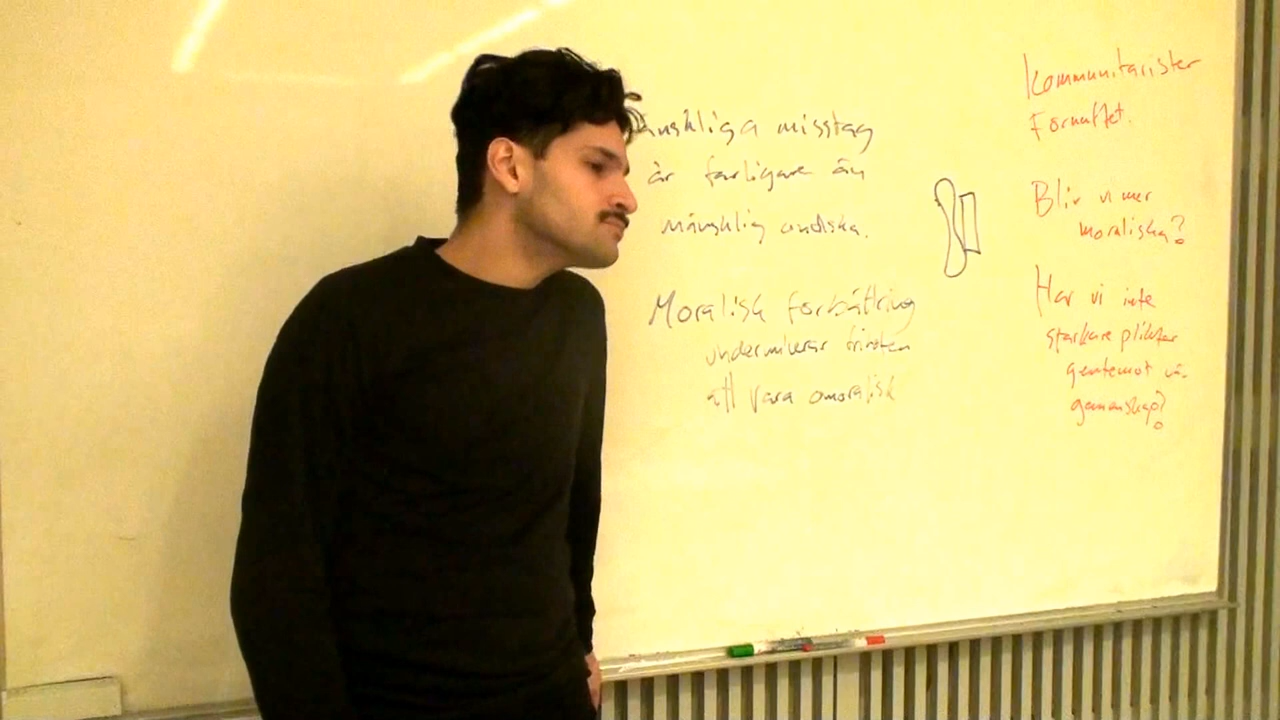 änskliga misstag
är farligare än
mänsklig ondska.
Moralisk förbättring
underminerar friheten
att vara omoralisk
Kommunitarister
Förnuftet.
Blir vi mer
moraliska?
Har vi inte
starkare plikter
gentemot vår
gemenskap?